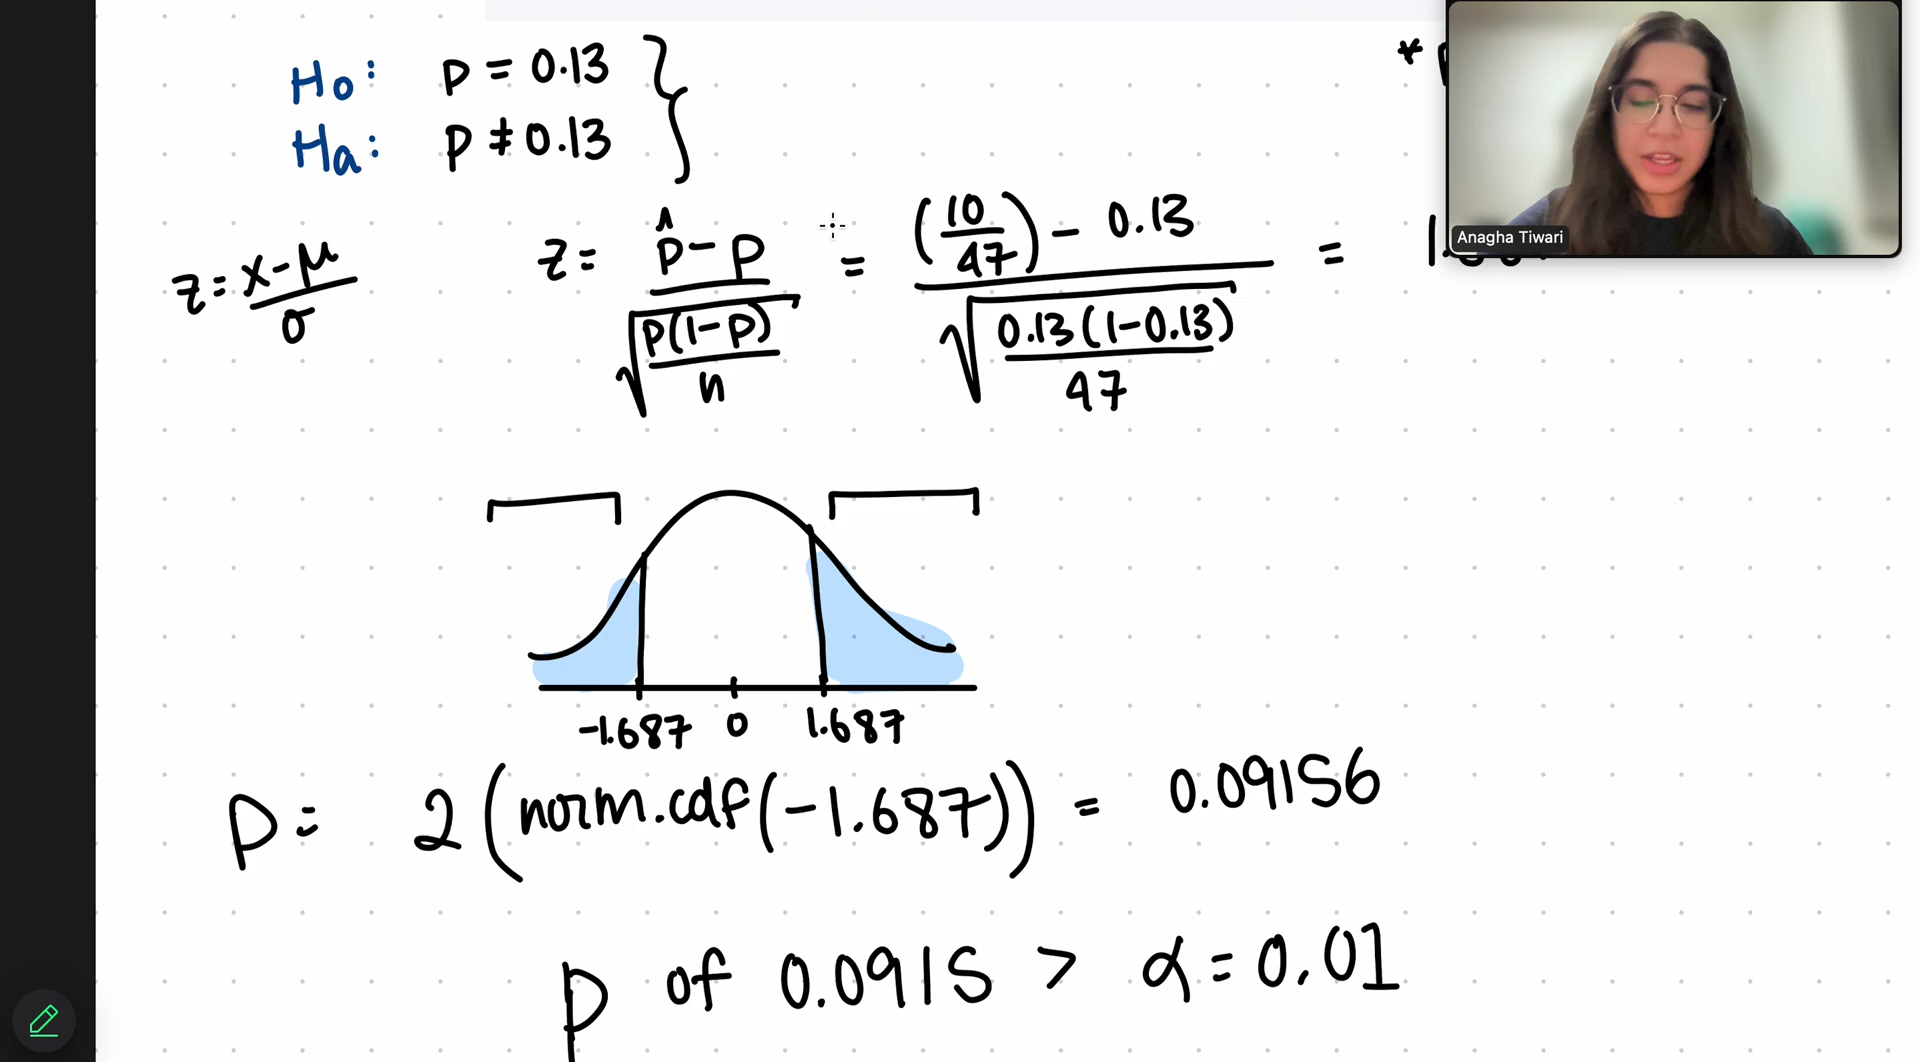 Ho: p = 0.13
Ha: p ≠ 0.13
*
Anagha Tiwari
z = x - μ / σ
z = p̂ - p / √(p(1-p) / n) = (10/47) - 0.13 / √(0.13(1-0.13) / 47) =
-1.687 0 1.687
P = 2(norm.cdf(-1.687)) = 0.09156
p of 0.0915 > α = 0.01